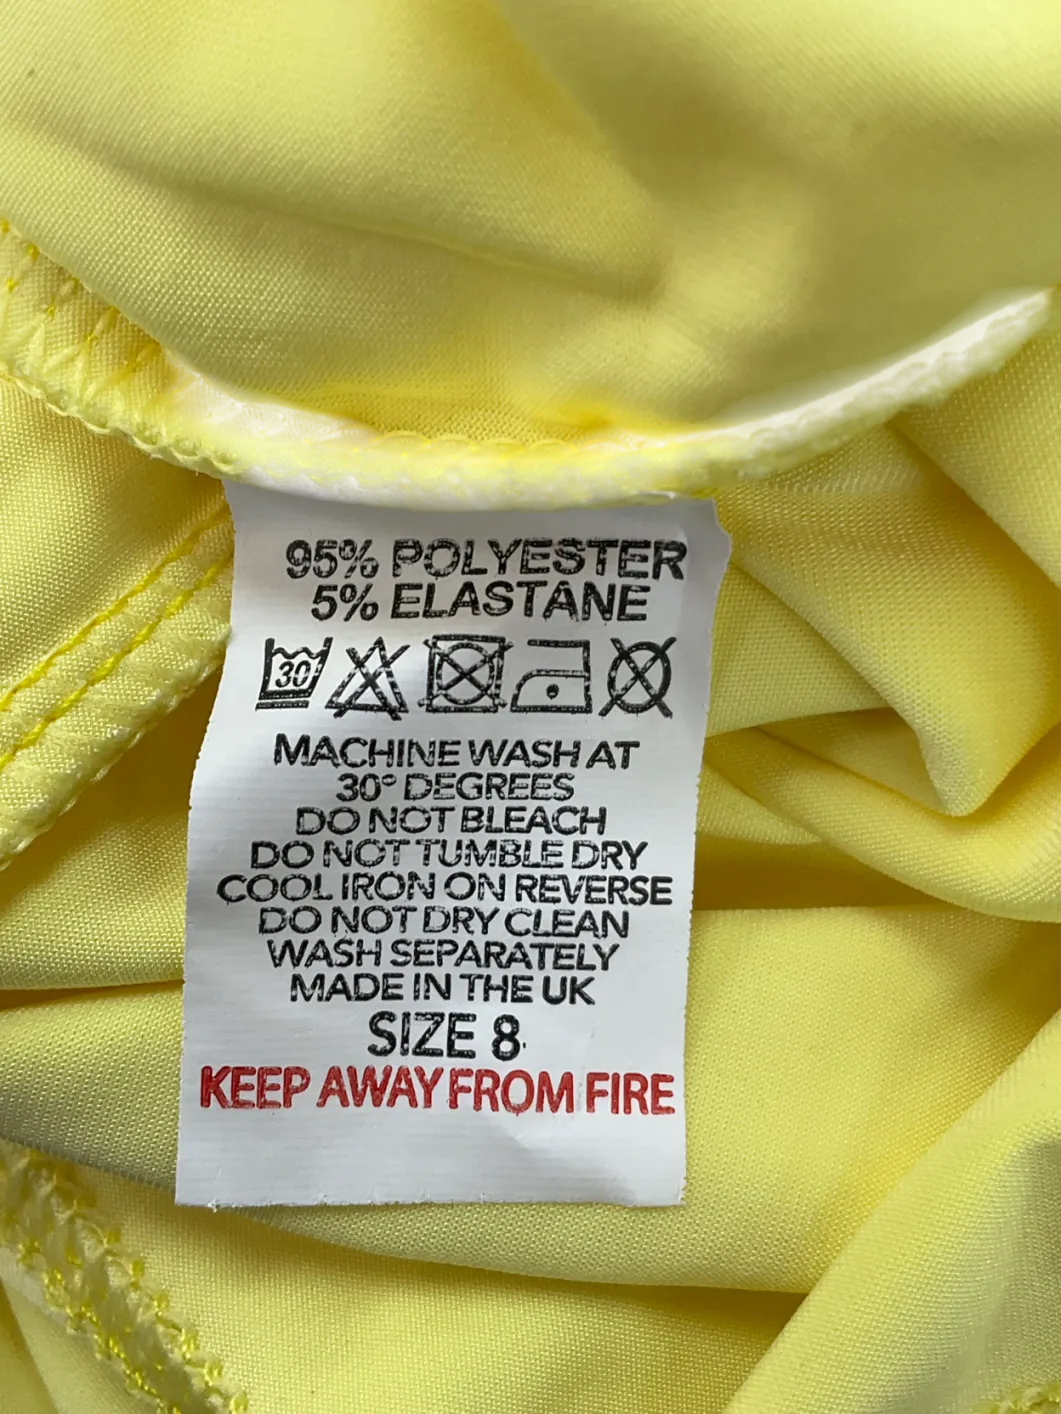 95% POLYESTER
5% ELASTANE
30
MACHINE WASH AT
30° DEGREES
DO NOT BLEACH
DO NOT TUMBLE DRY
COOL IRON ON REVERSE
DO NOT DRY CLEAN
WASH SEPARATELY
MADE IN THE UK
SIZE 8
KEEP AWAY FROM FIRE